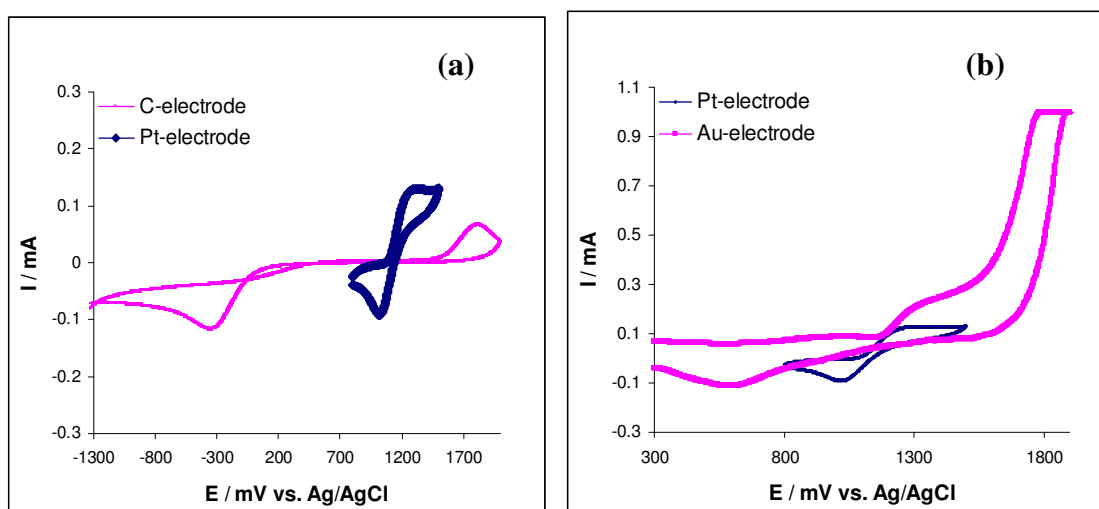 (a)
C-electrode
Pt-electrode
0.3
0.2
0.1
0
-0.1
-0.2
-0.3
I / mA
-1300 -800 -300 200 700 1200 1700
E / mV vs. Ag/AgCl
(b)
Pt-electrode
Au-electrode
1.1
0.9
0.7
0.5
0.3
0.1
-0.1
-0.3
I / mA
300 800 1300 1800
E / mV vs. Ag/AgCl